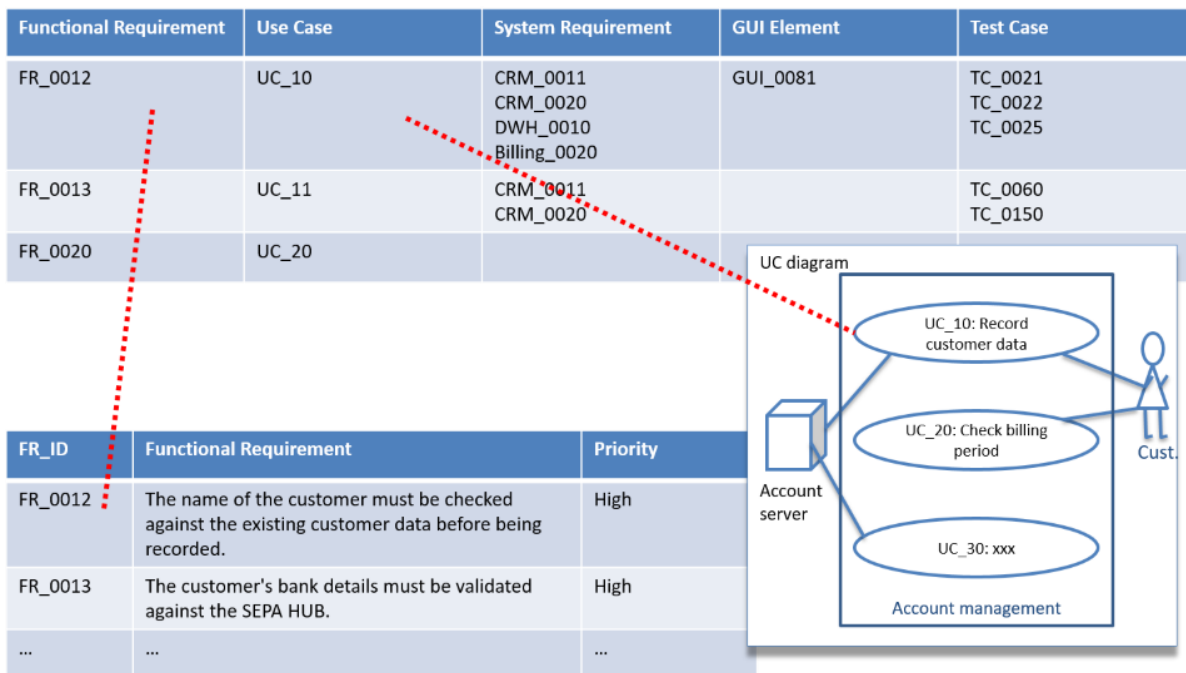 Functional Requirement Use Case System Requirement GUI Element Test Case
FR_0012 UC_10 CRM_0011 GUI_0081 TC_0021
CRM_0020 TC_0022
DWH_0010 TC_0025
Billing_0020
FR_0013 UC_11 CRM_0011 TC_0060
CRM_0020 TC_0150
FR_0020 UC_20
UC diagram
UC_10: Record
customer data
UC_20: Check billing
period
Cust.
Account
server
UC_30: xxx
Account management
FR_ID Functional Requirement Priority
FR_0012 The name of the customer must be checked High
against the existing customer data before being
recorded.
FR_0013 The customer's bank details must be validated High
against the SEPA HUB.
... ... ...